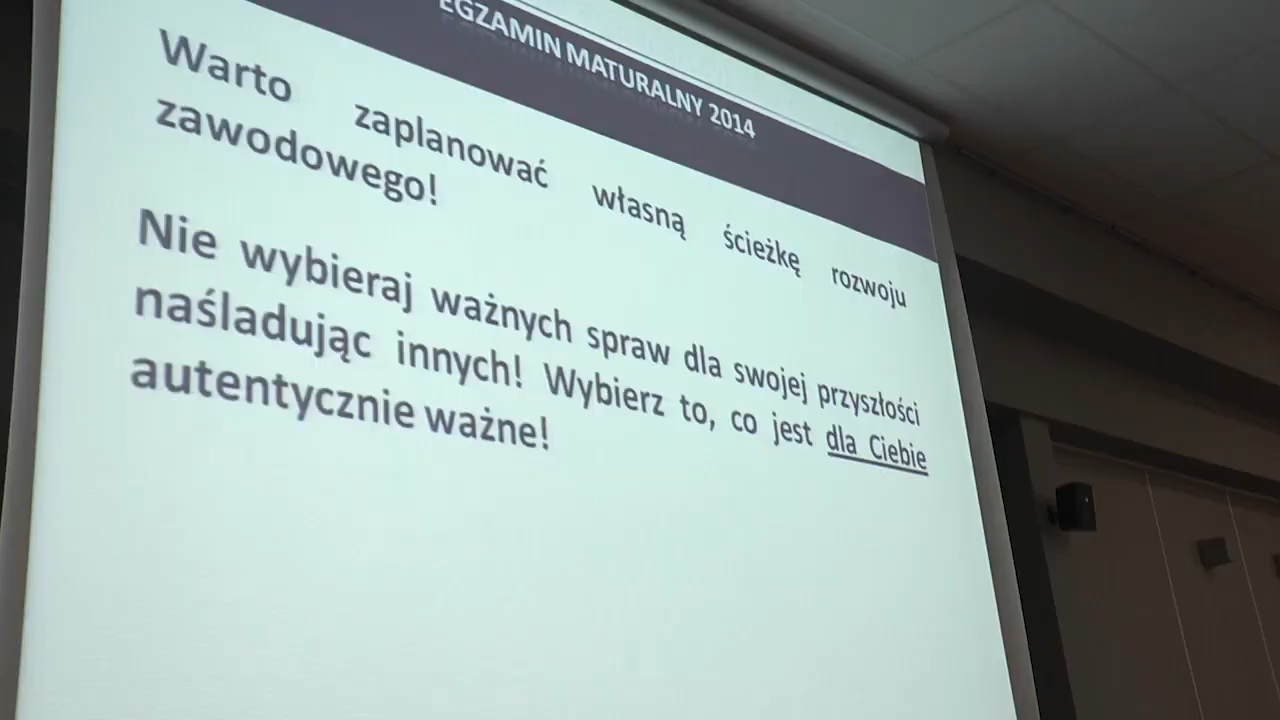 EGZAMIN MATURALNY 2014
Warto zaplanować własną ścieżkę rozwoju
zawodowego!
Nie wybieraj ważnych spraw dla swojej przyszłości
naśladując innych! Wybierz to, co jest dla Ciebie
autentycznie ważne!